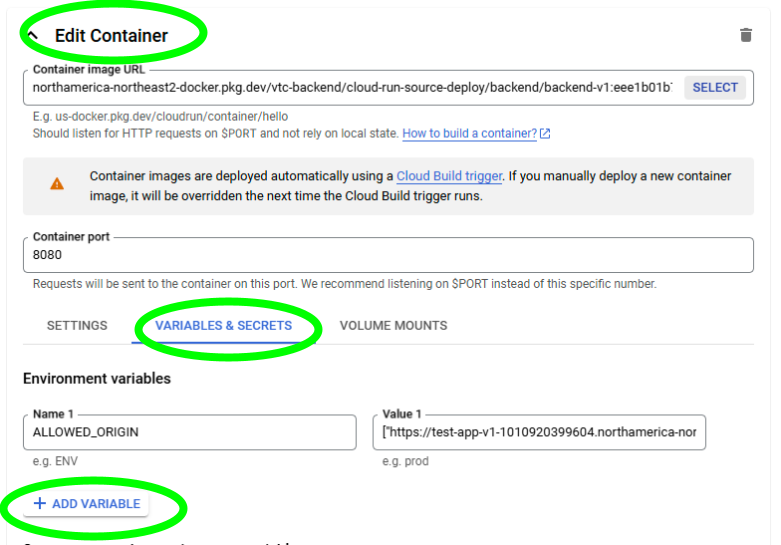 Edit Container
Container image URL
northamerica-northeast2-docker.pkg.dev/vtc-backend/cloud-run-source-deploy/backend/backend-v1:eee1b01b
SELECT
E.g. us-docker.pkg.dev/cloudrun/container/hello
Should listen for HTTP requests on $PORT and not rely on local state. How to build a container?
Container images are deployed automatically using a Cloud Build trigger. If you manually deploy a new container
image, it will be overridden the next time the Cloud Build trigger runs.
Container port
8080
Requests will be sent to the container on this port. We recommend listening on $PORT instead of this specific number.
SETTINGS VARIABLES & SECRETS VOLUME MOUNTS
Environment variables
Name 1 Value 1
ALLOWED_ORIGIN ["https://test-app-v1-1010920399604.northamerica-nor
e.g. ENV e.g. prod
+ ADD VARIABLE